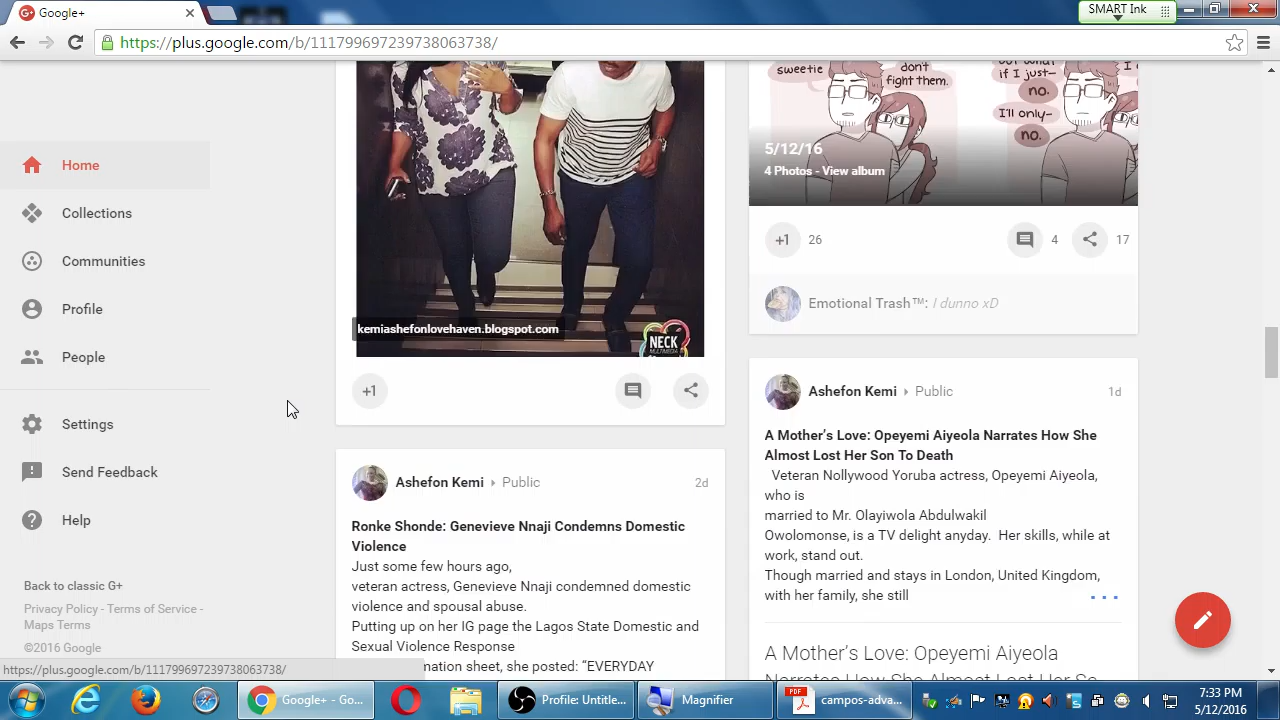 Google+
SMART Ink
https://plus.google.com/b/111799697239738063738/
Home
Collections
Communities
Profile
People
Settings
Send Feedback
Help
Back to classic G+
Privacy Policy - Terms of Service -
Maps Terms
©2016 Google
https://plus.google.com/b/111799697239738063738/
kemiashefonlovehaven.blogspot.com
NECK
MULTIMEDIA
+1
Ashefon Kemi
Public
2d
Ronke Shonde: Genevieve Nnaji Condemns Domestic
Violence
Just some few hours ago,
veteran actress, Genevieve Nnaji condemned domestic
violence and spousal abuse.
Putting up on her IG page the Lagos State Domestic and
Sexual Violence Response
mation sheet, she posted: “EVERYDAY
sweetie
don't
fight them.
if I just—
no.
I'll only—
no.
I
5/12/16
4 Photos - View album
+1 26
4
17
Emotional Trash™: I dunno xD
Ashefon Kemi
Public
1d
A Mother’s Love: Opeyemi Aiyeola Narrates How She
Almost Lost Her Son To Death
Veteran Nollywood Yoruba actress, Opeyemi Aiyeola,
who is
married to Mr. Olayiwola Abdulwakil
Owolomonse, is a TV delight anyday. Her skills, while at
work, stand out.
Though married and stays in London, United Kingdom,
with her family, she still
...
A Mother’s Love: Opeyemi Aiyeola
Google+ - Go...
Profile: Untitle...
Magnifier
PDF
campos-adva...
7:33 PM
5/12/2016